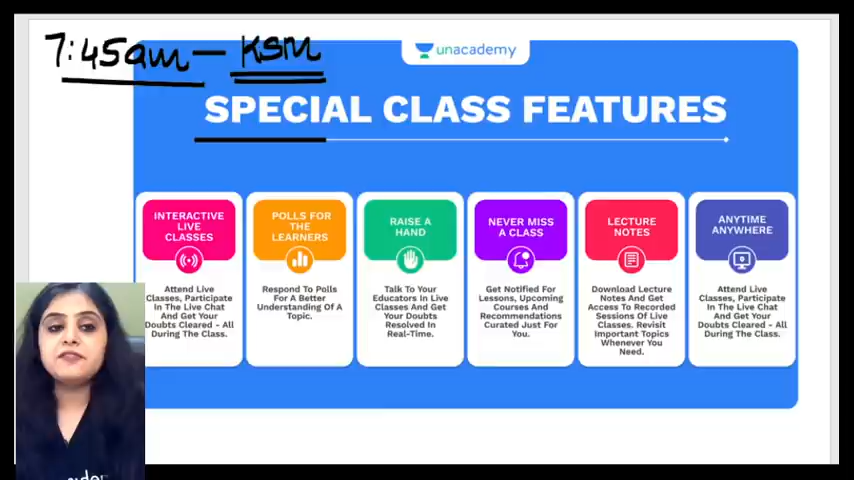 7:45am - KSM
unacademy
SPECIAL CLASS FEATURES
INTERACTIVE
LIVE
CLASSES
Attend Live
Classes, Participate
In The Live Chat
And Get Your
Doubts Cleared - All
During The Class.
POLLS FOR
THE
LEARNERS
Respond To Polls
For A Better
Understanding Of A
Topic.
RAISE A
HAND
Talk To Your
Educators In Live
Classes And Get
Your Doubts
Resolved In
Real-Time.
NEVER MISS
A CLASS
Get Notified For
Lessons, Upcoming
Courses And
Recommendations
Curated Just For
You.
LECTURE
NOTES
Download Lecture
Notes And Get
Access To Recorded
Sessions Of Live
Classes. Revisit
Important Topics
Whenever You
Need.
ANYTIME
ANYWHERE
Attend Live
Classes, Participate
In The Live Chat
And Get Your
Doubts Cleared - All
During The Class.